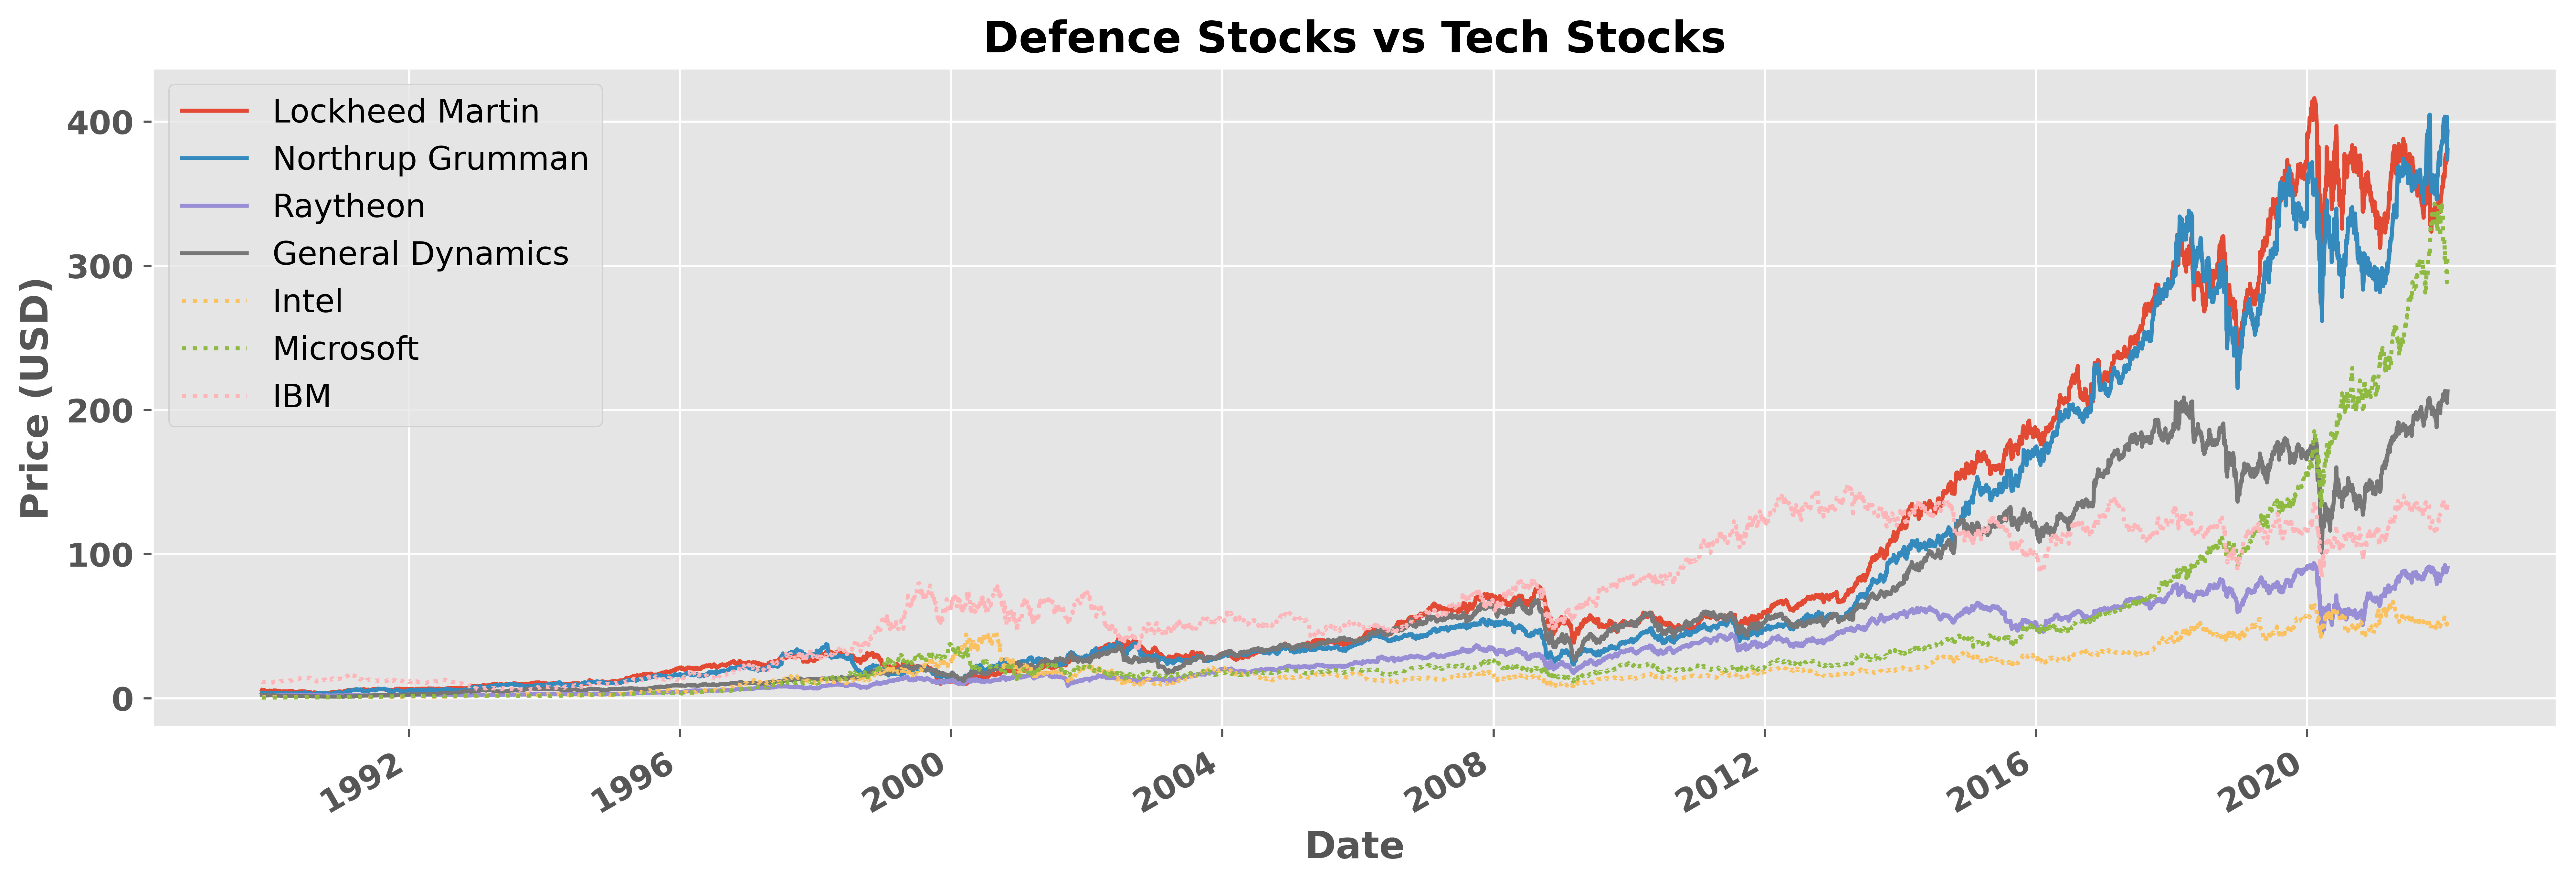 Defence Stocks vs Tech Stocks
Lockheed Martin
Northrup Grumman
Raytheon
General Dynamics
Intel
Microsoft
IBM
Price (USD)
400
300
200
100
0
1992
1996
2000
2004
2008
2012
2016
2020
Date